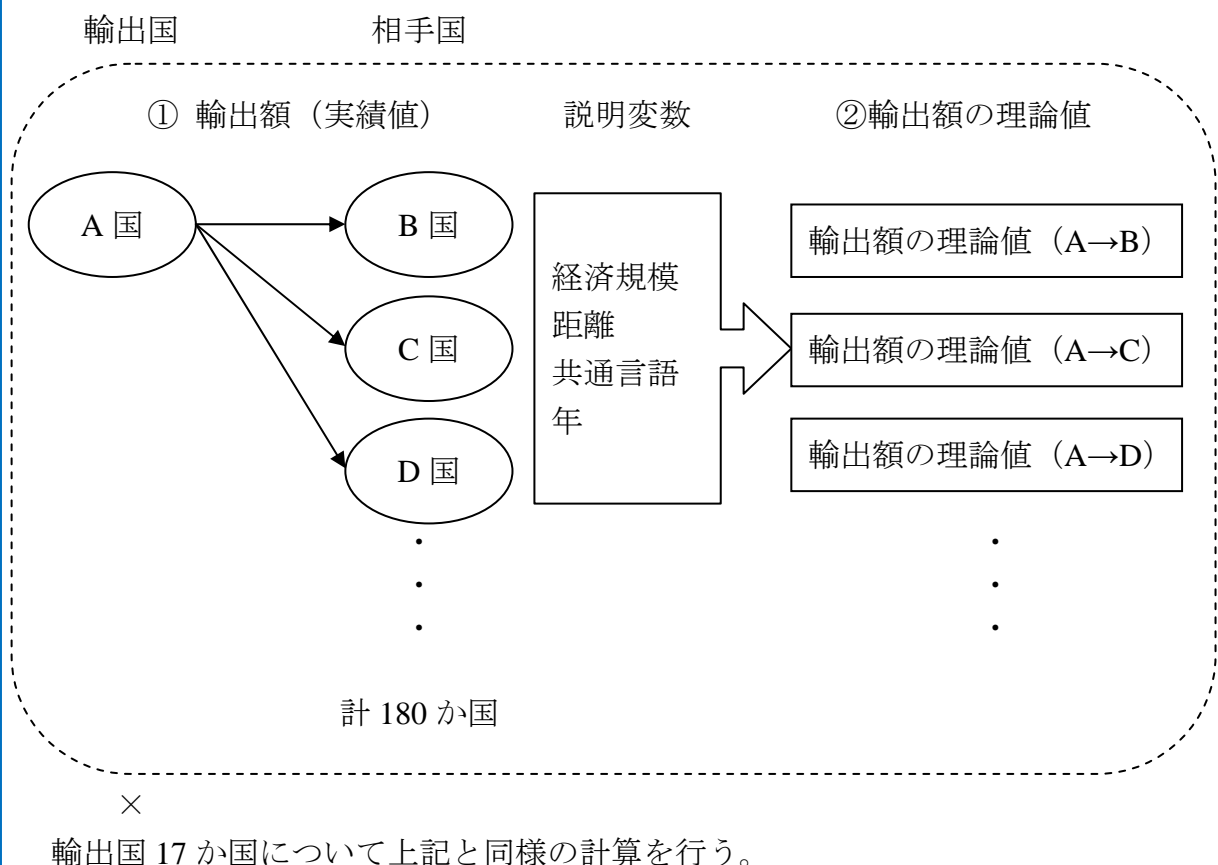 輸出国 相手国
① 輸出額（実績値） 説明変数 ②輸出額の理論値
A 国
B 国
C 国
D 国
・
・
・
計 180 か国
経済規模
距離
共通言語
年
輸出額の理論値（A→B）
輸出額の理論値（A→C）
輸出額の理論値（A→D）
・
・
・
×
輸出国 17 か国について上記と同様の計算を行う。